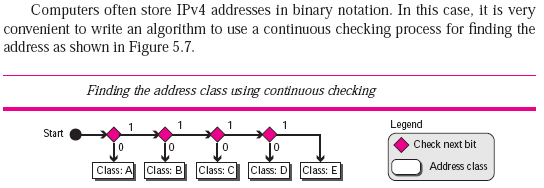 Computers often store IPv4 addresses in binary notation. In this case, it is very
convenient to write an algorithm to use a continuous checking process for finding the
address as shown in Figure 5.7.
Finding the address class using continuous checking
Start
1
1
1
1
0
0
0
0
Class: A
Class: B
Class: C
Class: D
Class: E
Legend
Check next bit
Address class